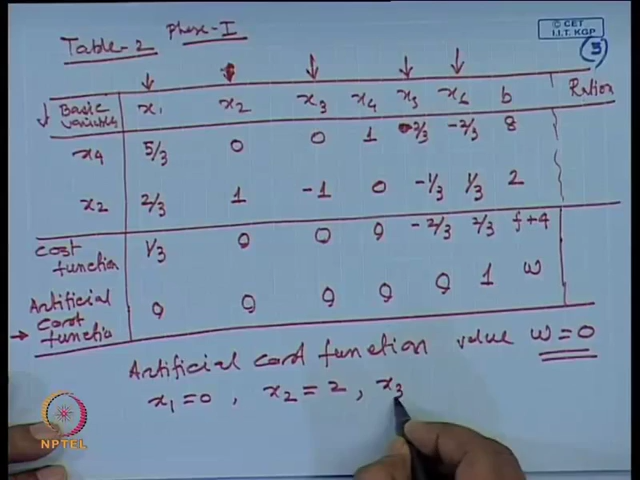 Table-2 Phase-I
© CET
I.I.T. KGP
3
Basic variables x1 x2 x3 x4 x5 x6 b Ration
x4 5/3 0 0 1 2/3 -2/3 8
x2 2/3 1 -1 0 -1/3 1/3 2
Cost function 1/3 0 0 0 -2/3 2/3 f+4
Artificial cost functio 0 0 0 0 0 1 w
Artificial cost function value w=0
x1=0, x2=2, x3
NPTEL